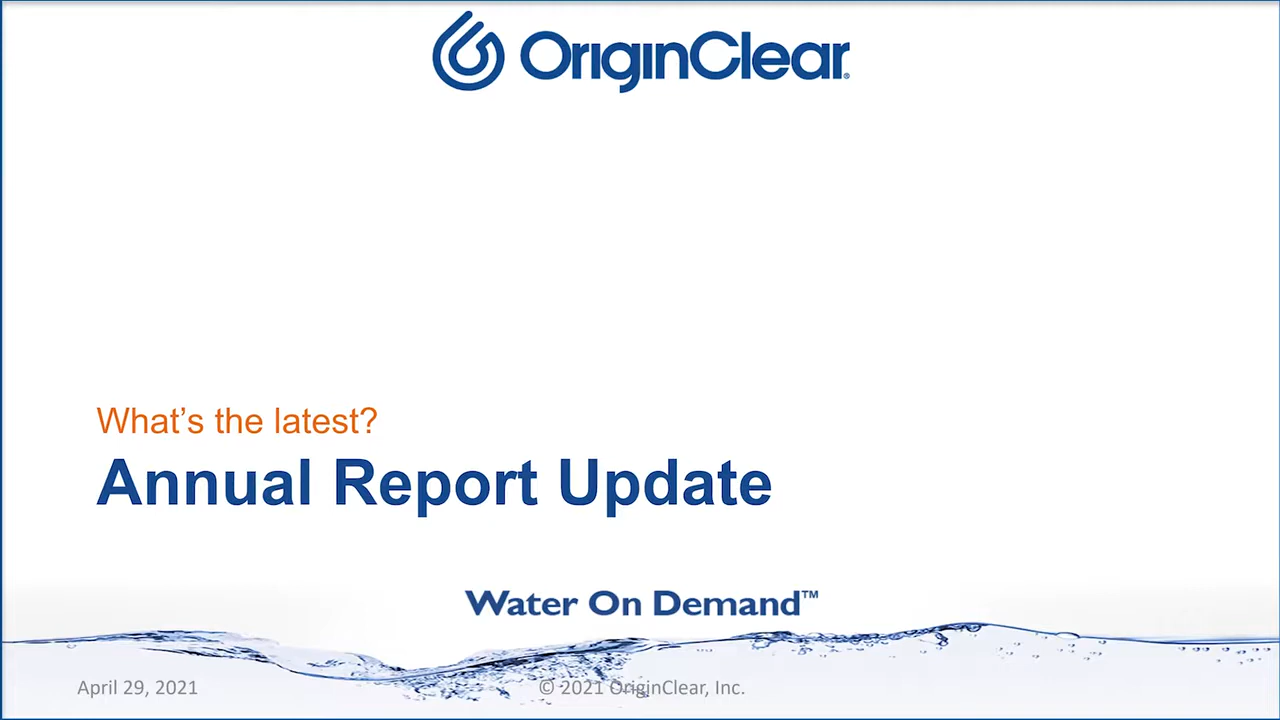 OriginClear®
What's the latest?
Annual Report Update
Water On Demand™
April 29, 2021
© 2021 OriginClear, Inc.